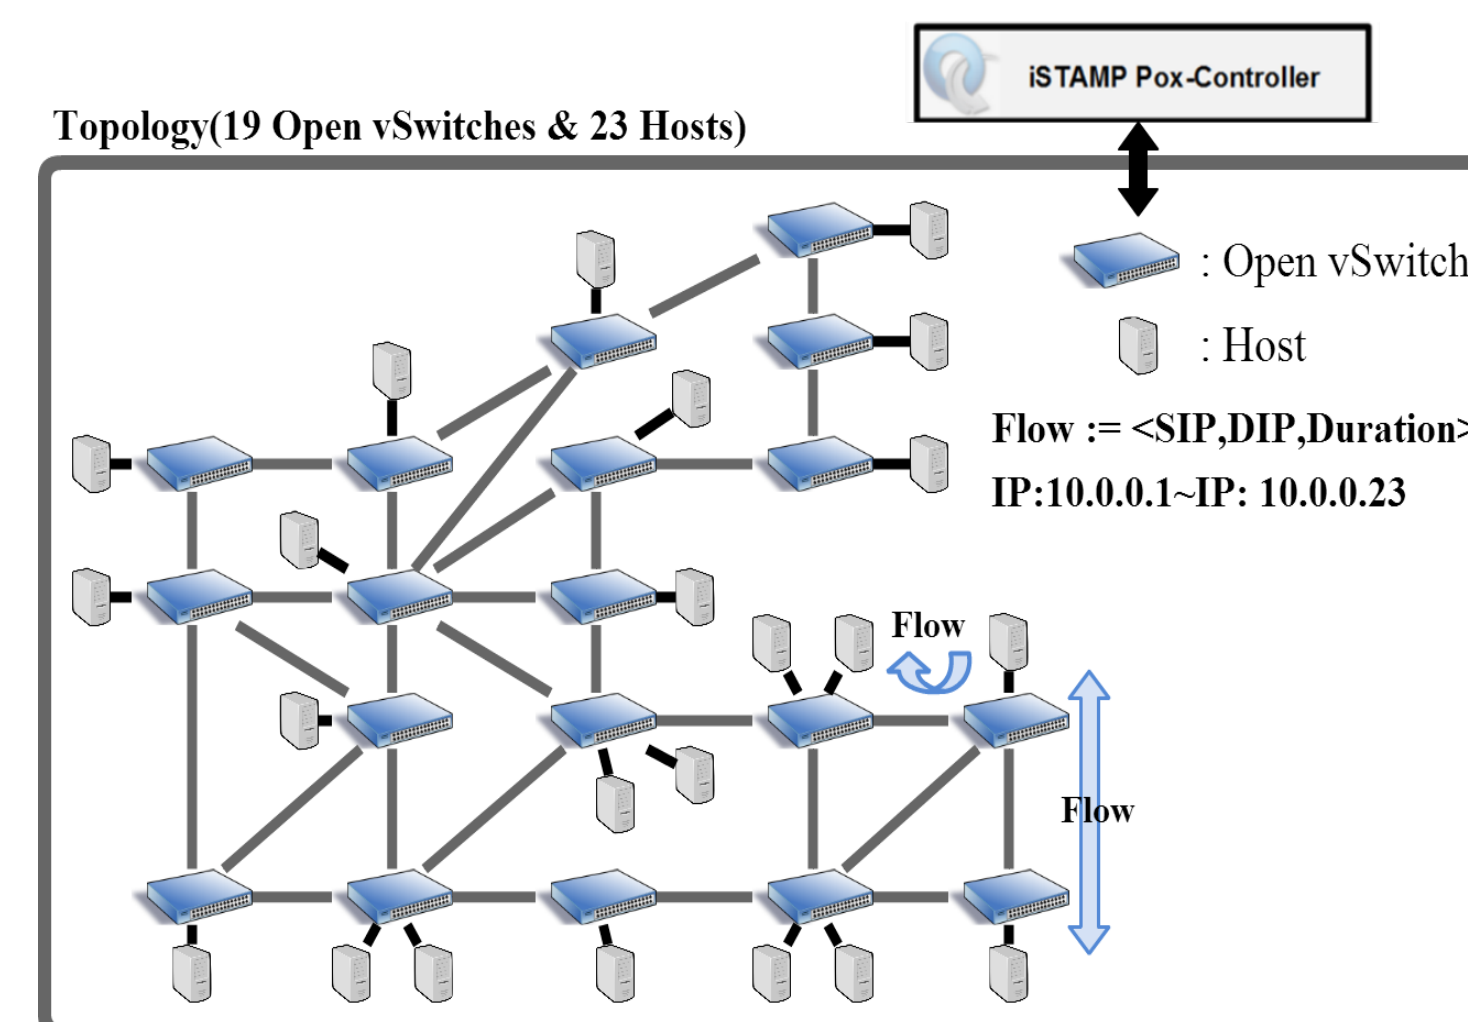 iSTAMP Pox-Controller
Topology(19 Open vSwitches & 23 Hosts)
: Open vSwitch
: Host
Flow := <SIP,DIP,Duration>
IP:10.0.0.1~IP: 10.0.0.23
Flow
Flow